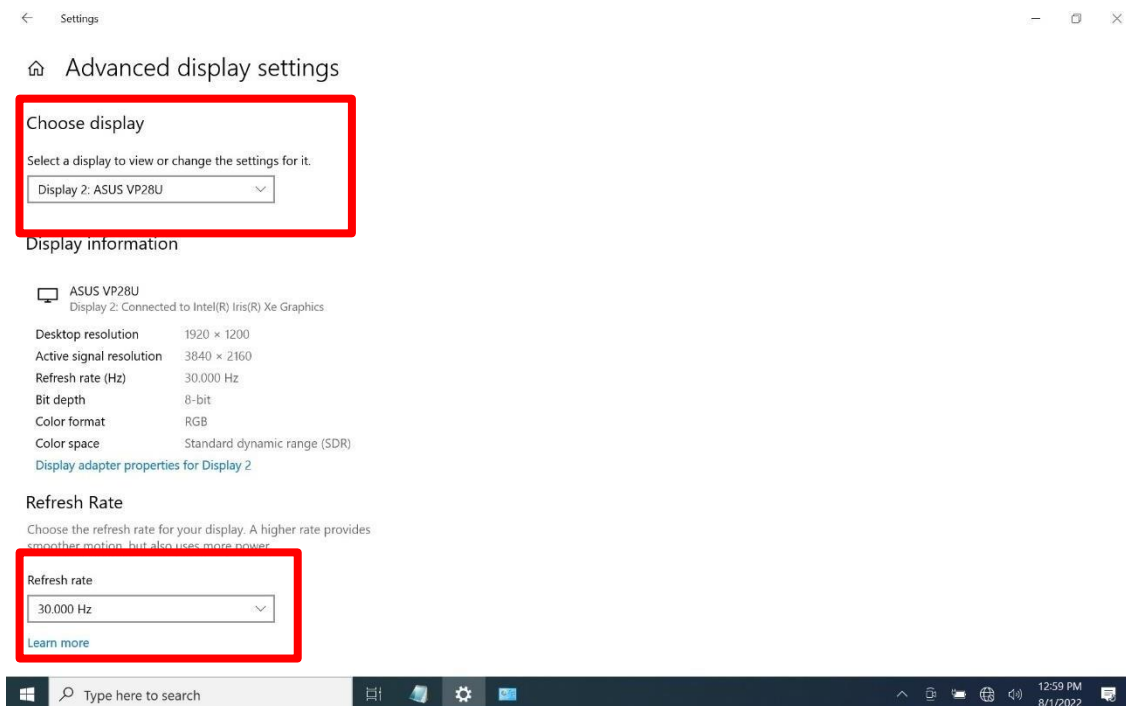 Settings
Advanced display settings
Choose display
Select a display to view or change the settings for it.
Display 2: ASUS VP28U
Display information
ASUS VP28U
Display 2: Connected to Intel(R) Iris(R) Xe Graphics
Desktop resolution 1920 × 1200
Active signal resolution 3840 × 2160
Refresh rate (Hz) 30.000 Hz
Bit depth 8-bit
Color format RGB
Color space Standard dynamic range (SDR)
Display adapter properties for Display 2
Refresh Rate
Choose the refresh rate for your display. A higher rate provides
smoother motion, but also uses more power.
Refresh rate
30.000 Hz
Learn more
Type here to search
12:59 PM
8/1/2022